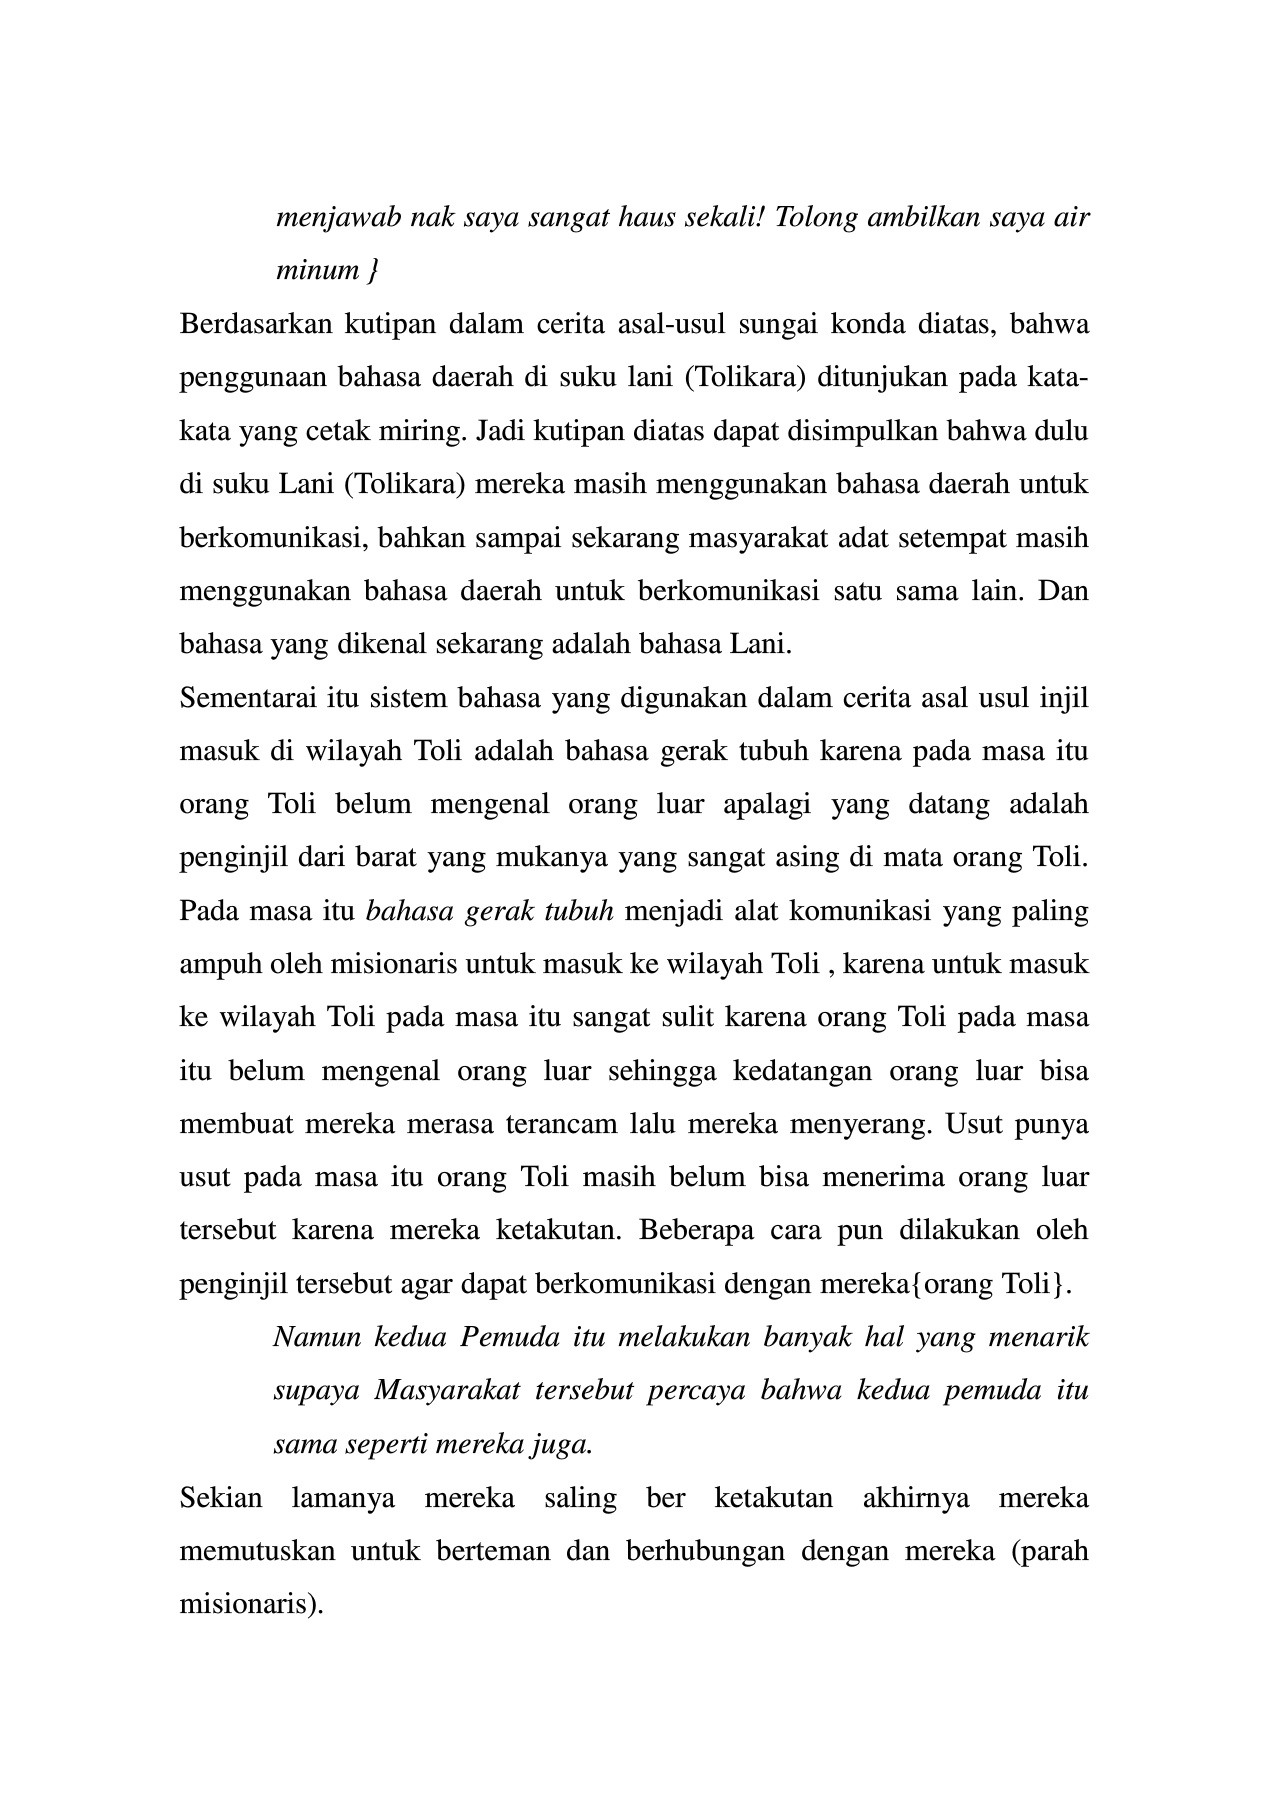 menjawab nak saya sangat haus sekali! Tolong ambilkan saya air
minum }
Berdasarkan kutipan dalam cerita asal-usul sungai konda diatas, bahwa
penggunaan bahasa daerah di suku lani (Tolikara) ditunjukan pada kata-
kata yang cetak miring. Jadi kutipan diatas dapat disimpulkan bahwa dulu
di suku Lani (Tolikara) mereka masih menggunakan bahasa daerah untuk
berkomunikasi, bahkan sampai sekarang masyarakat adat setempat masih
menggunakan bahasa daerah untuk berkomunikasi satu sama lain. Dan
bahasa yang dikenal sekarang adalah bahasa Lani.
Sementarai itu sistem bahasa yang digunakan dalam cerita asal usul injil
masuk di wilayah Toli adalah bahasa gerak tubuh karena pada masa itu
orang Toli belum mengenal orang luar apalagi yang datang adalah
penginjil dari barat yang mukanya yang sangat asing di mata orang Toli.
Pada masa itu bahasa gerak tubuh menjadi alat komunikasi yang paling
ampuh oleh misionaris untuk masuk ke wilayah Toli , karena untuk masuk
ke wilayah Toli pada masa itu sangat sulit karena orang Toli pada masa
itu belum mengenal orang luar sehingga kedatangan orang luar bisa
membuat mereka merasa terancam lalu mereka menyerang. Usut punya
usut pada masa itu orang Toli masih belum bisa menerima orang luar
tersebut karena mereka ketakutan. Beberapa cara pun dilakukan oleh
penginjil tersebut agar dapat berkomunikasi dengan mereka{orang Toli}.
Namun kedua Pemuda itu melakukan banyak hal yang menarik
supaya Masyarakat tersebut percaya bahwa kedua pemuda itu
sama seperti mereka juga.
Sekian lamanya mereka saling ber ketakutan akhirnya mereka
memutuskan untuk berteman dan berhubungan dengan mereka (parah
misionaris).